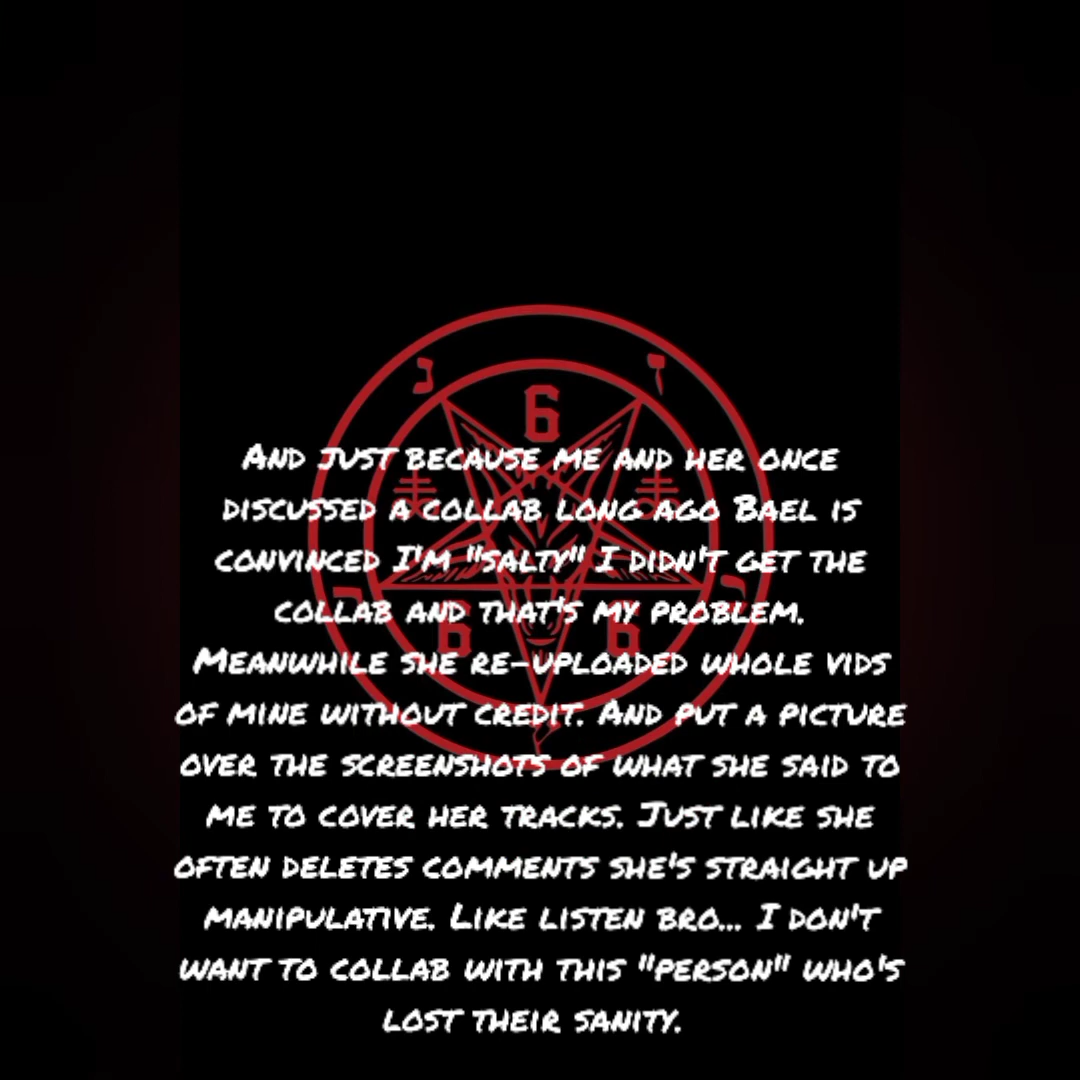 נ ז
6
AND JUST BECAUSE ME AND HER ONCE
DISCUSSED A COLLAB LONG AGO BAEL IS
CONVINCED I'M "SALTY" I DIDN'T GET THE
COLLAB AND THAT'S MY PROBLEM.
6 6
MEANWHILE SHE RE-UPLOADED WHOLE VIDS
OF MINE WITHOUT CREDIT. AND PUT A PICTURE
OVER THE SCREENSHOTS OF WHAT SHE SAID TO
ME TO COVER HER TRACKS. JUST LIKE SHE
OFTEN DELETES COMMENTS SHE'S STRAIGHT UP
MANIPULATIVE. LIKE LISTEN BRO... I DON'T
WANT TO COLLAB WITH THIS "PERSON" WHO'S
LOST THEIR SANITY.